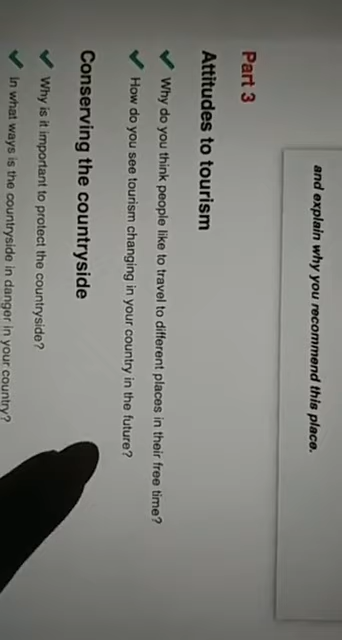 and explain why you recommend this place.
Part 3
Attitudes to tourism
Why do you think people like to travel to different places in their free time?
How do you see tourism changing in your country in the future?
Conserving the countryside
Why is it important to protect the countryside?
In what ways is the countryside in danger in your country?